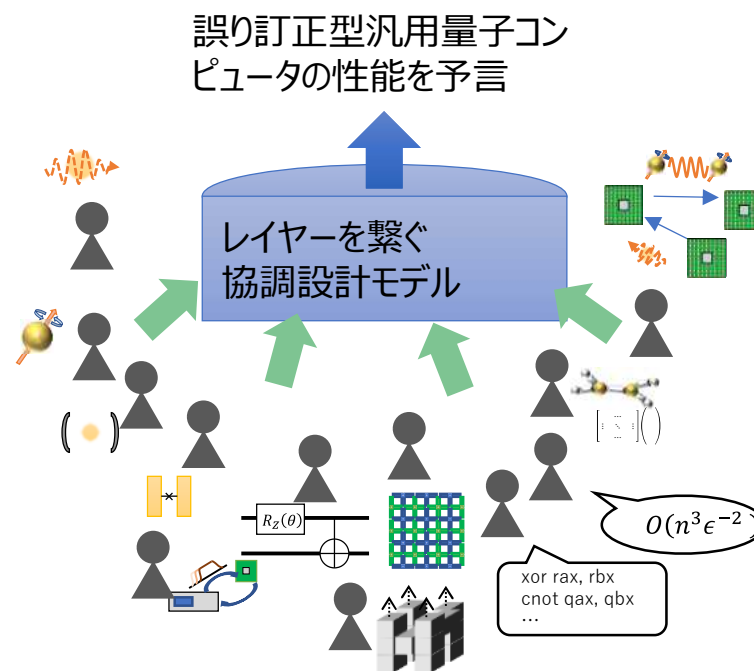 誤り訂正型汎用量子コン
ピュータの性能を予言
レイヤーを繋ぐ
協調設計モデル
R_Z(θ)
O(n^3 ϵ^{-2}
xor rax, rbx
cnot qax, qbx
...